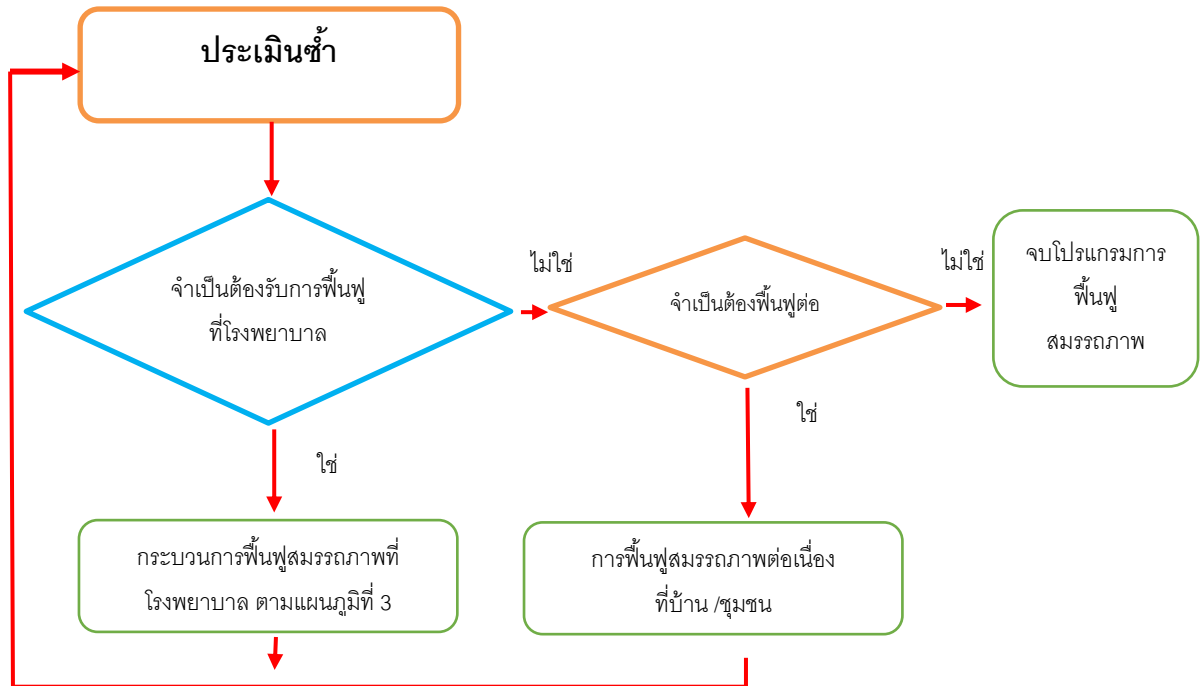 ประเมินซ้ำ
จำเป็นต้องรับการฟื้นฟู
ที่โรงพยาบาล
ไม่ใช่
จำเป็นต้องฟื้นฟูต่อ
ไม่ใช่
จบโปรแกรมการ
ฟื้นฟู
สมรรถภาพ
ใช่
ใช่
กระบวนการฟื้นฟูสมรรถภาพที่
โรงพยาบาล ตามแผนภูมิที่ 3
การฟื้นฟูสมรรถภาพต่อเนื่อง
ที่บ้าน /ชุมชน